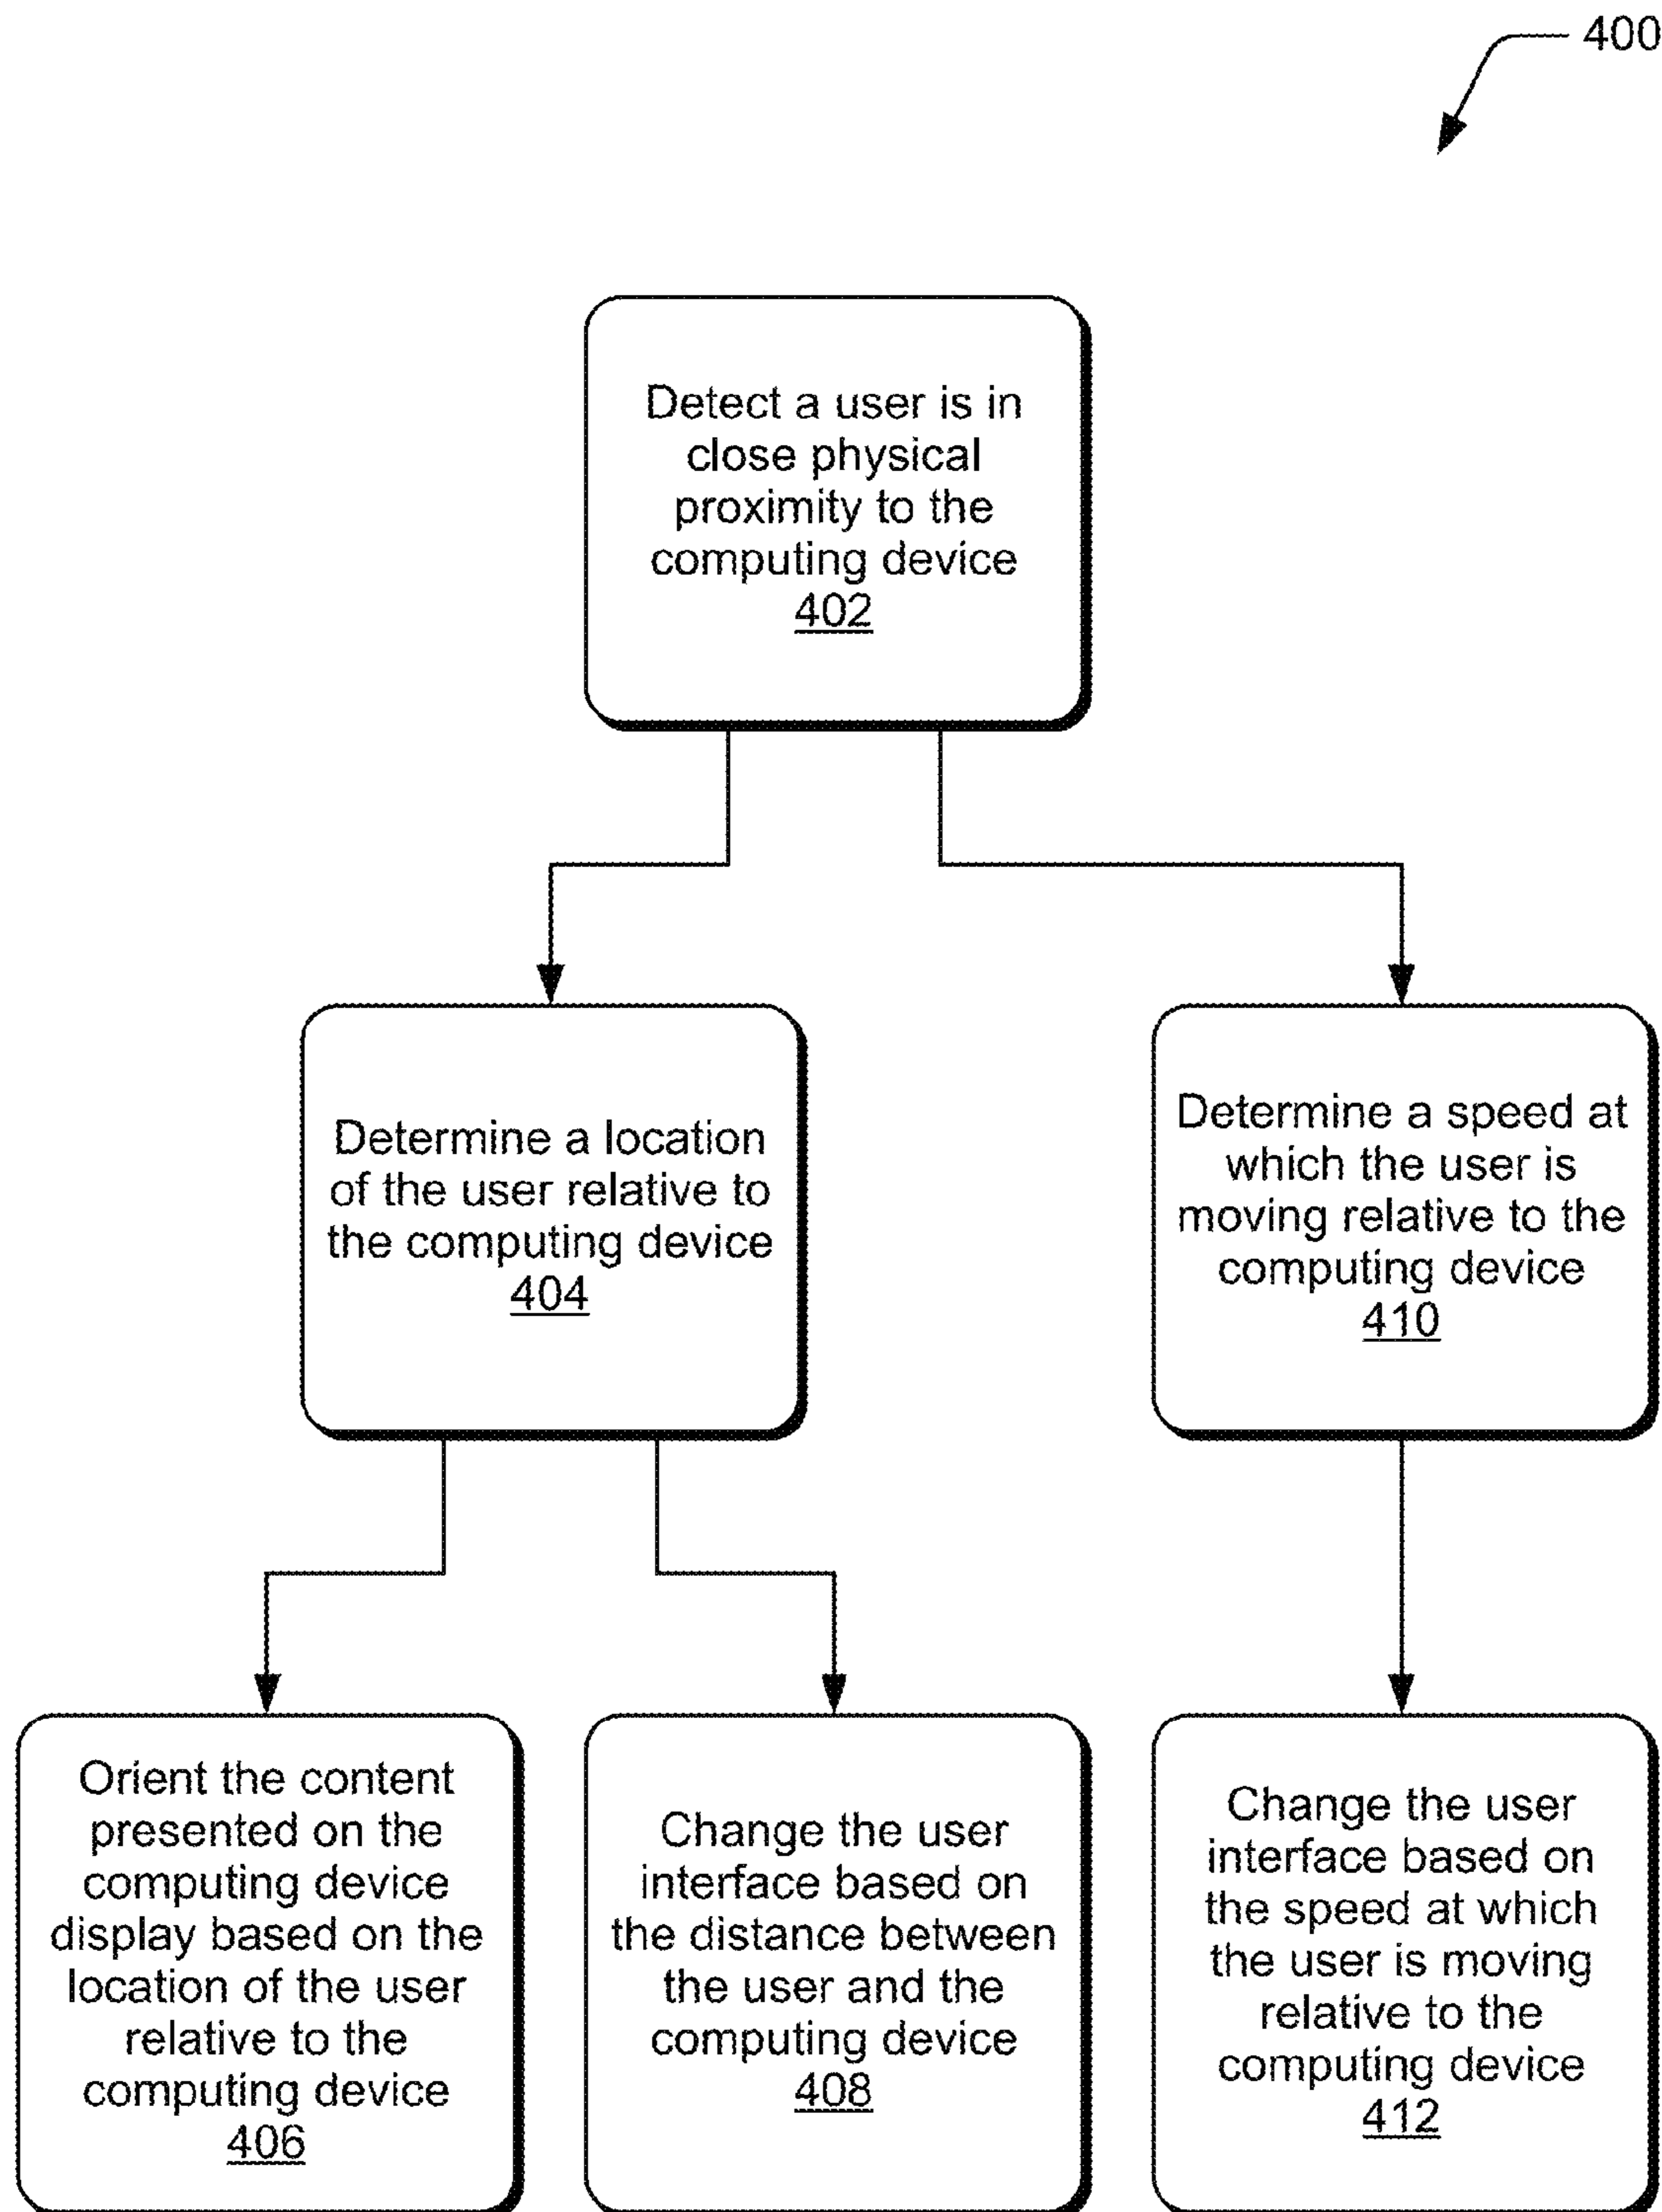 400
Detect a user is in
close physical
proximity to the
computing device
402
Determine a location
of the user relative to
the computing device
404
Determine a speed at
which the user is
moving relative to the
computing device
410
Orient the content
presented on the
computing device
display based on the
location of the user
relative to the
computing device
406
Change the user
interface based on
the distance between
the user and the
computing device
408
Change the user
interface based on
the speed at which
the user is moving
relative to the
computing device
412